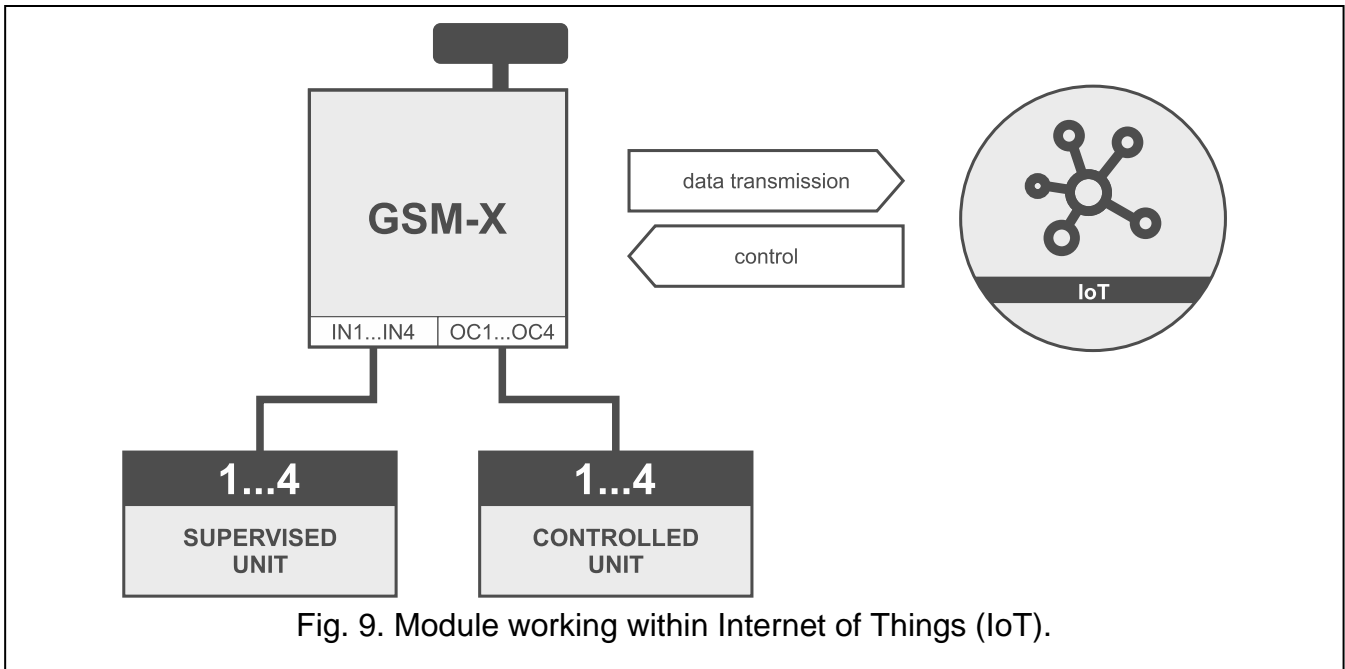 GSM-X
IN1...IN4
OC1...OC4
data transmission
control
IoT
1...4
SUPERVISED
UNIT
1...4
CONTROLLED
UNIT
Fig. 9. Module working within Internet of Things (IoT).